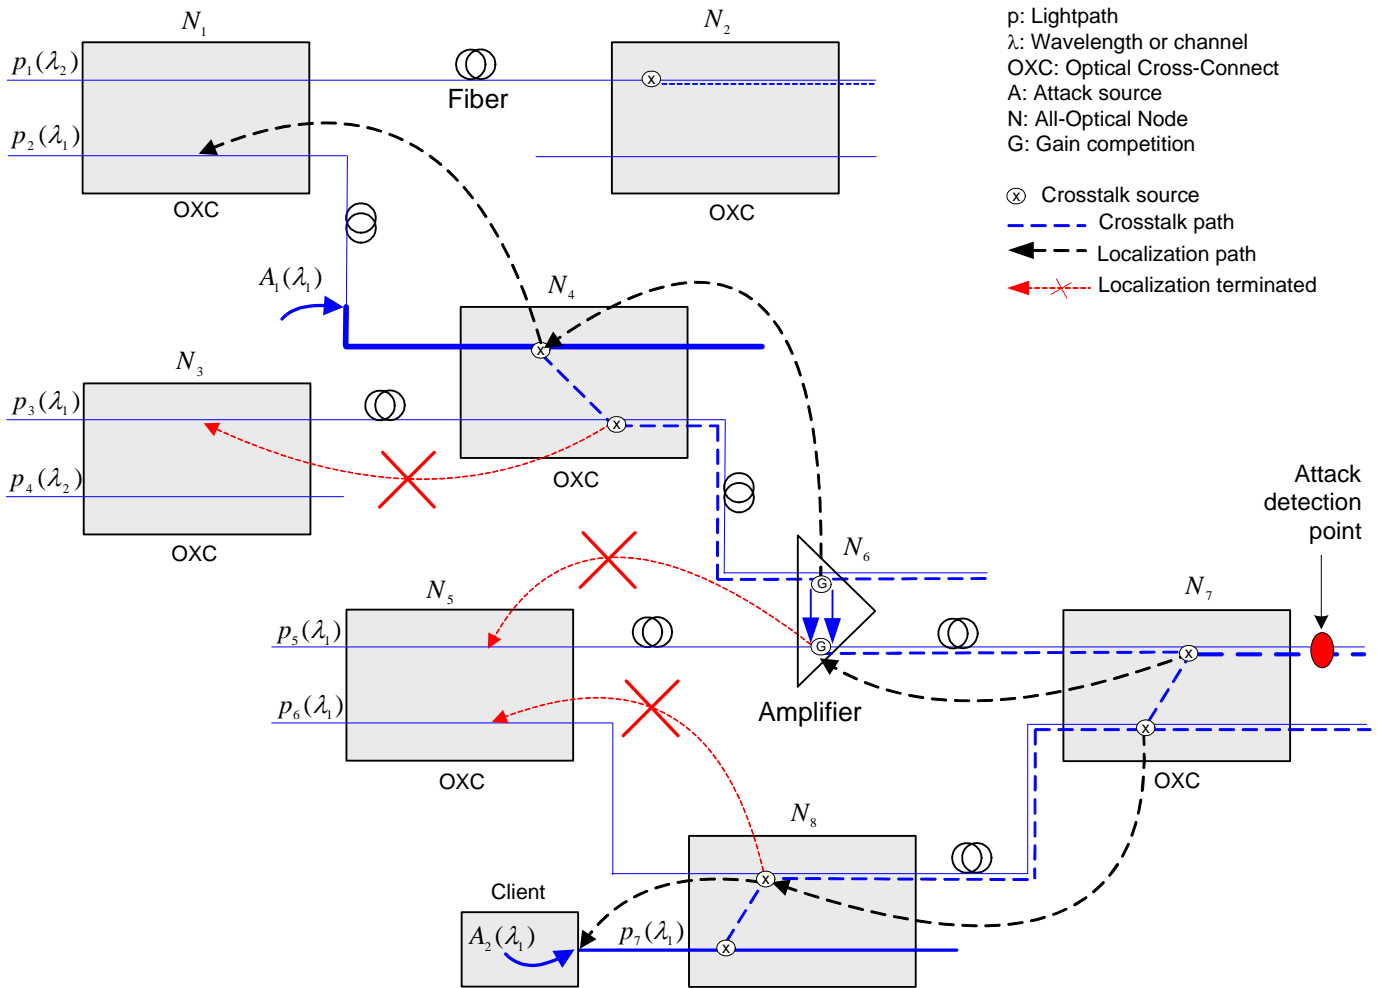 N₁
N₂
p: Lightpath
λ: Wavelength or channel
OXC: Optical Cross-Connect
A: Attack source
N: All-Optical Node
G: Gain competition
p₁(λ₂)
x
Fiber
p₂(λ₁)
OXC
OXC
x Crosstalk source
Crosstalk path
Localization path
Localization terminated
A₁(λ₁)
N₄
x
N₃
p₃(λ₁)
x
p₄(λ₂)
OXC
OXC
Attack
detection
point
N₆
G
N₅
N₇
p₅(λ₁)
G
x
p₆(λ₁)
Amplifier
x
OXC
OXC
N₈
x
Client
A₂(λ₁)
p₇(λ₁)
x